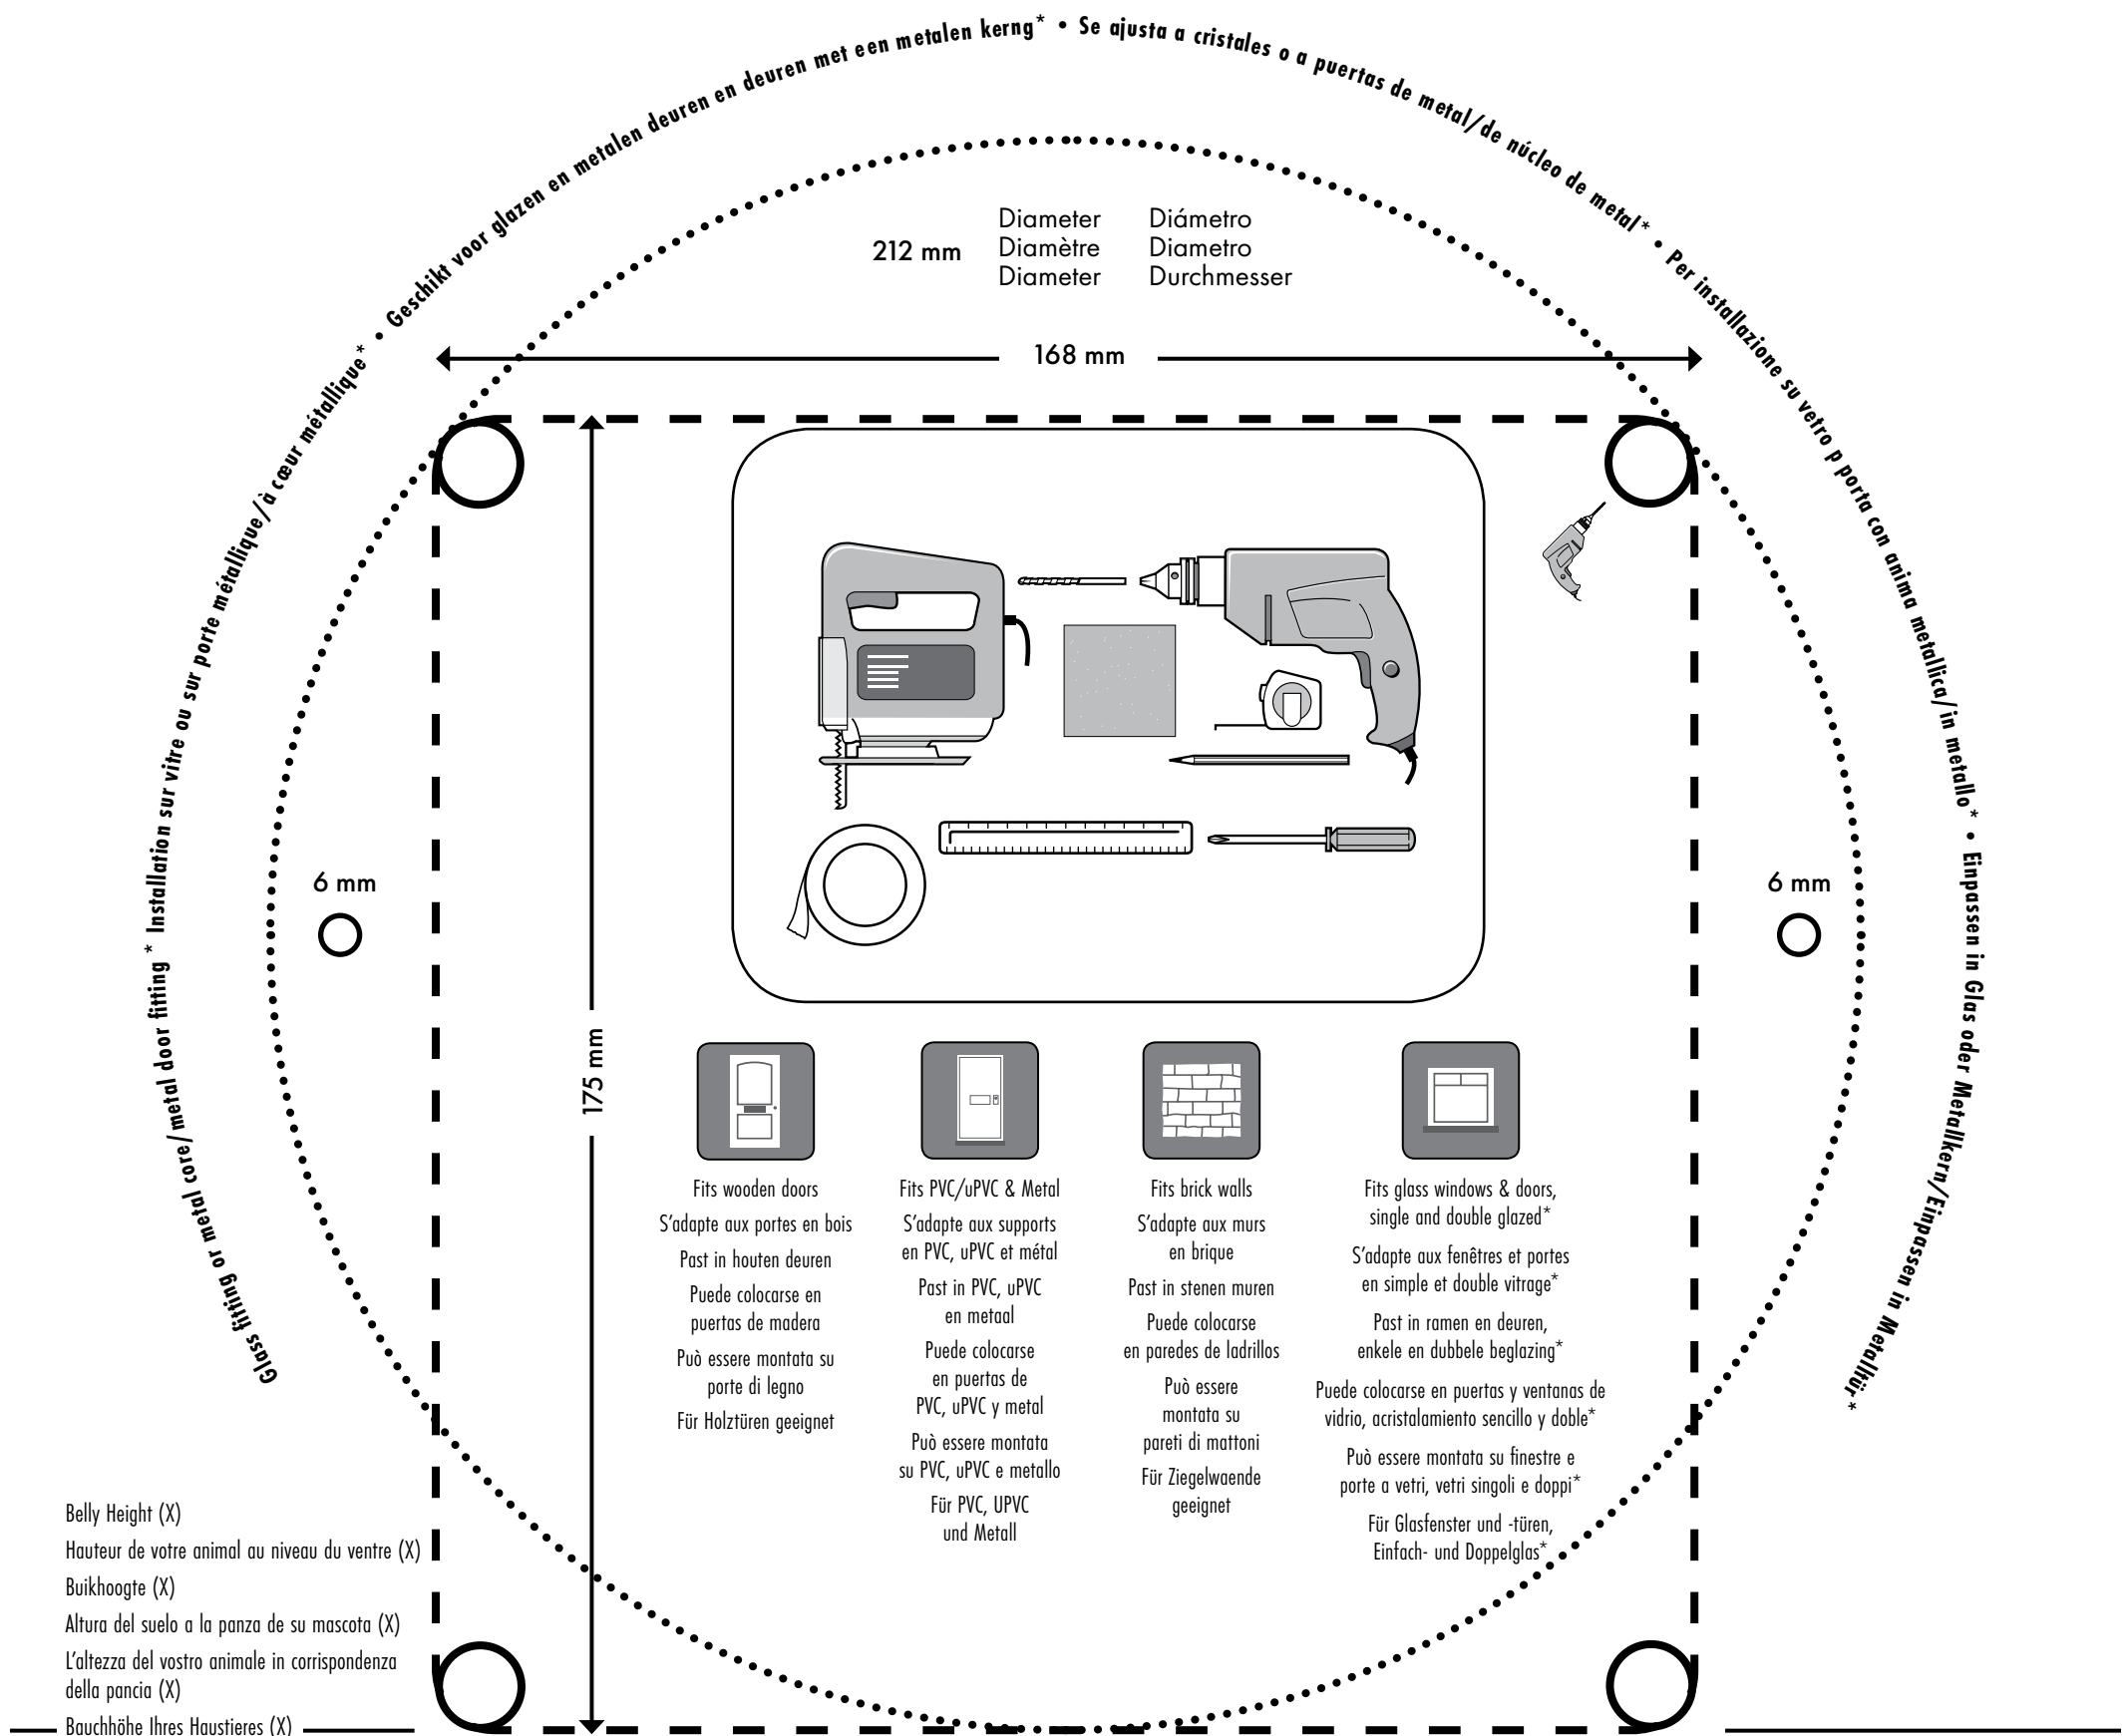 Glass fitting or metal core/metal door fitting * Installation sur vitre ou sur porte métallique/à cœur métallique* • Geschikt voor glazen en metalen deuren en deuren met een metalen kerng* • Se ajusta a cristales o a puertas de metal/de núcleo de metal* • Per installazione su vetro p porta con anima metallica/in metallo* • Einpassen in Glas oder Metallkern/Einpassen in Metalltür*
212 mm
Diameter
Diamètre
Diameter
Diámetro
Diametro
Durchmesser
168 mm
6 mm
6 mm
175 mm
Fits wooden doors
S'adapte aux portes en bois
Past in houten deuren
Puede colocarse en
puertas de madera
Può essere montata su
porte di legno
Für Holztüren geeignet
Fits PVC/uPVC & Metal
S'adapte aux supports
en PVC, uPVC et métal
Past in PVC, uPVC
en metaal
Puede colocarse
en puertas de
PVC, uPVC y metal
Può essere montata
su PVC, uPVC e metallo
Für PVC, UPVC
und Metall
Fits brick walls
S'adapte aux murs
en brique
Past in stenen muren
Puede colocarse
en paredes de ladrillos
Può essere
montata su
pareti di mattoni
Für Ziegelwaende
geeignet
Fits glass windows & doors,
single and double glazed*
S'adapte aux fenêtres et portes
en simple et double vitrage*
Past in ramen en deuren,
enkele en dubbele beglazing*
Puede colocarse en puertas y ventanas de
vidrio, acristalamiento sencillo y doble*
Può essere montata su finestre e
porte a vetri, vetri singoli e doppi*
Für Glasfenster und -türen,
Einfach- und Doppelglas*
Belly Height (X)
Hauteur de votre animal au niveau du ventre (X)
Buikhoogte (X)
Altura del suelo a la panza de su mascota (X)
L'altezza del vostro animale in corrispondenza
della pancia (X)
Bauchhöhe Ihres Haustieres (X)